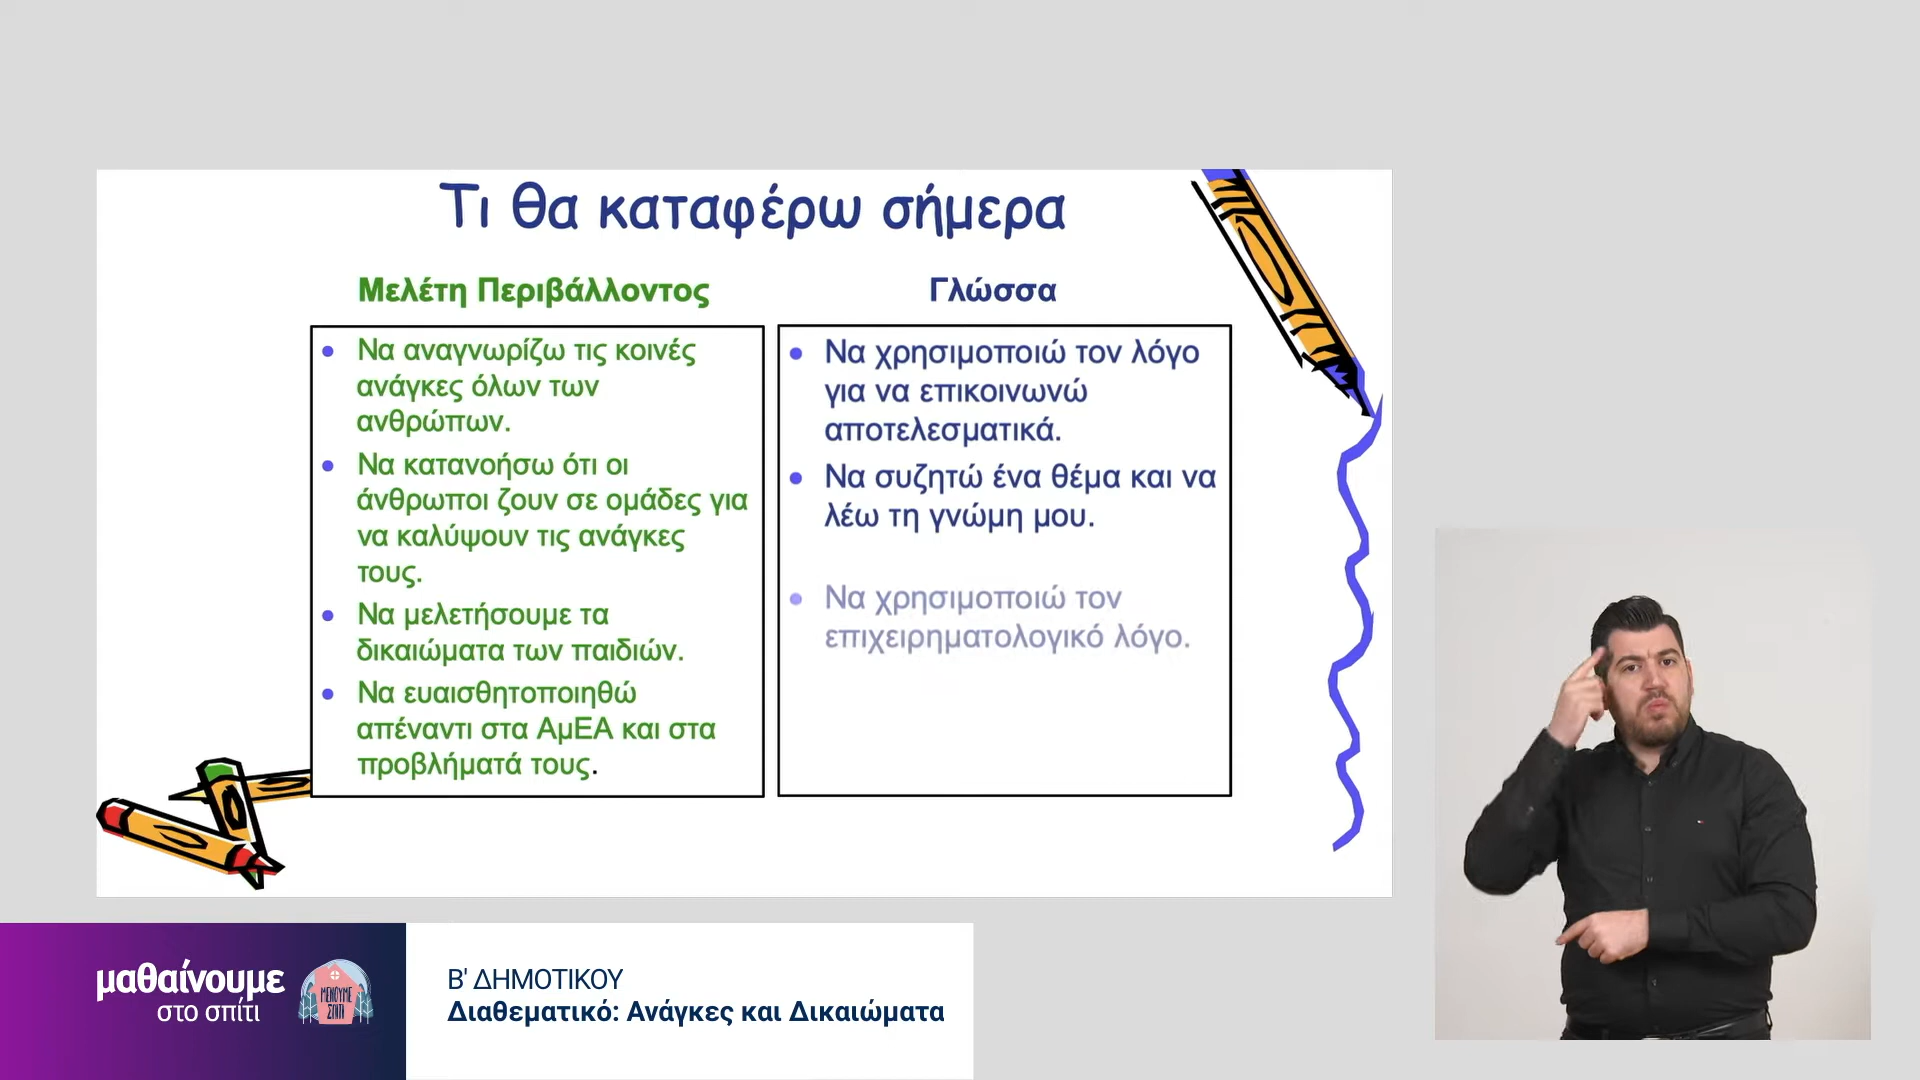 Τι θα καταφέρω σήμερα
Μελέτη Περιβάλλοντος
Να αναγνωρίζω τις κοινές
ανάγκες όλων των
ανθρώπων.
Να κατανοήσω ότι οι
άνθρωποι ζουν σε ομάδες για
να καλύψουν τις ανάγκες
τους.
Να μελετήσουμε τα
δικαιώματα των παιδιών.
Να ευαισθητοποιηθώ
απέναντι στα ΑμΕΑ και στα
προβλήματά τους.
Γλώσσα
Να χρησιμοποιώ τον λόγο
για να επικοινωνώ
αποτελεσματικά.
Να συζητώ ένα θέμα και να
λέω τη γνώμη μου.
Να χρησιμοποιώ τον
επιχειρηματολογικό λόγο.
μαθαίνουμε
στο σπίτι
ΜΕΝΟΥΜΕ
ΣΠΙΤΙ
Β' ΔΗΜΟΤΙΚΟΥ
Διαθεματικό: Ανάγκες και Δικαιώματα